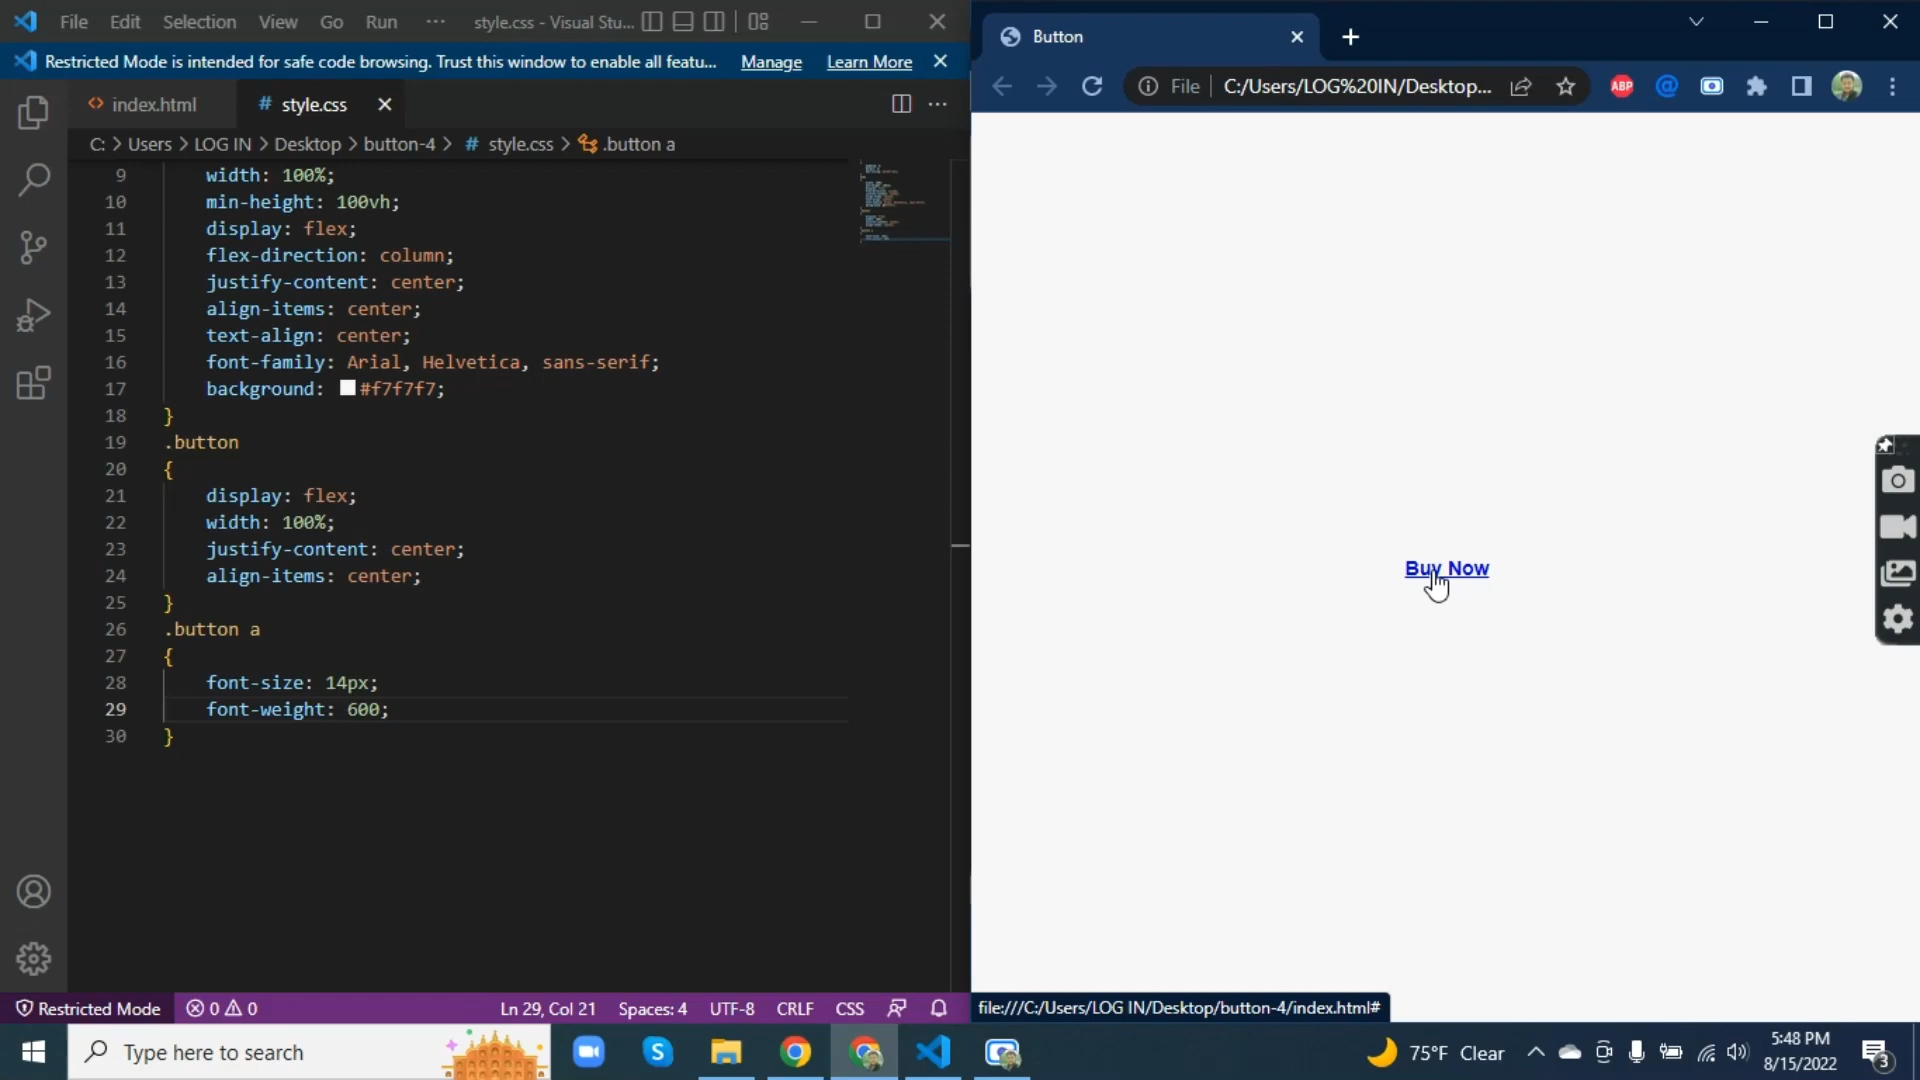 File Edit Selection View Go Run ··· style.css - Visual Stu...
Restricted Mode is intended for safe code browsing. Trust this window to enable all featu... Manage Learn More
index.html # style.css
C: > Users > LOG IN > Desktop > button-4 > # style.css > .button a
9 width: 100%;
10 min-height: 100vh;
11 display: flex;
12 flex-direction: column;
13 justify-content: center;
14 align-items: center;
15 text-align: center;
16 font-family: Arial, Helvetica, sans-serif;
17 background: #f7f7f7;
18 }
19 .button
20 {
21 display: flex;
22 width: 100%;
23 justify-content: center;
24 align-items: center;
25 }
26 .button a
27 {
28 font-size: 14px;
29 font-weight: 600;
30 }
Restricted Mode 0 0 Ln 29, Col 21 Spaces: 4 UTF-8 CRLF CSS
Button
File C:/Users/LOG%20IN/Desktop... ABP
Buy Now
file:///C:/Users/LOG IN/Desktop/button-4/index.html#
Type here to search
75°F Clear
5:48 PM
8/15/2022
3